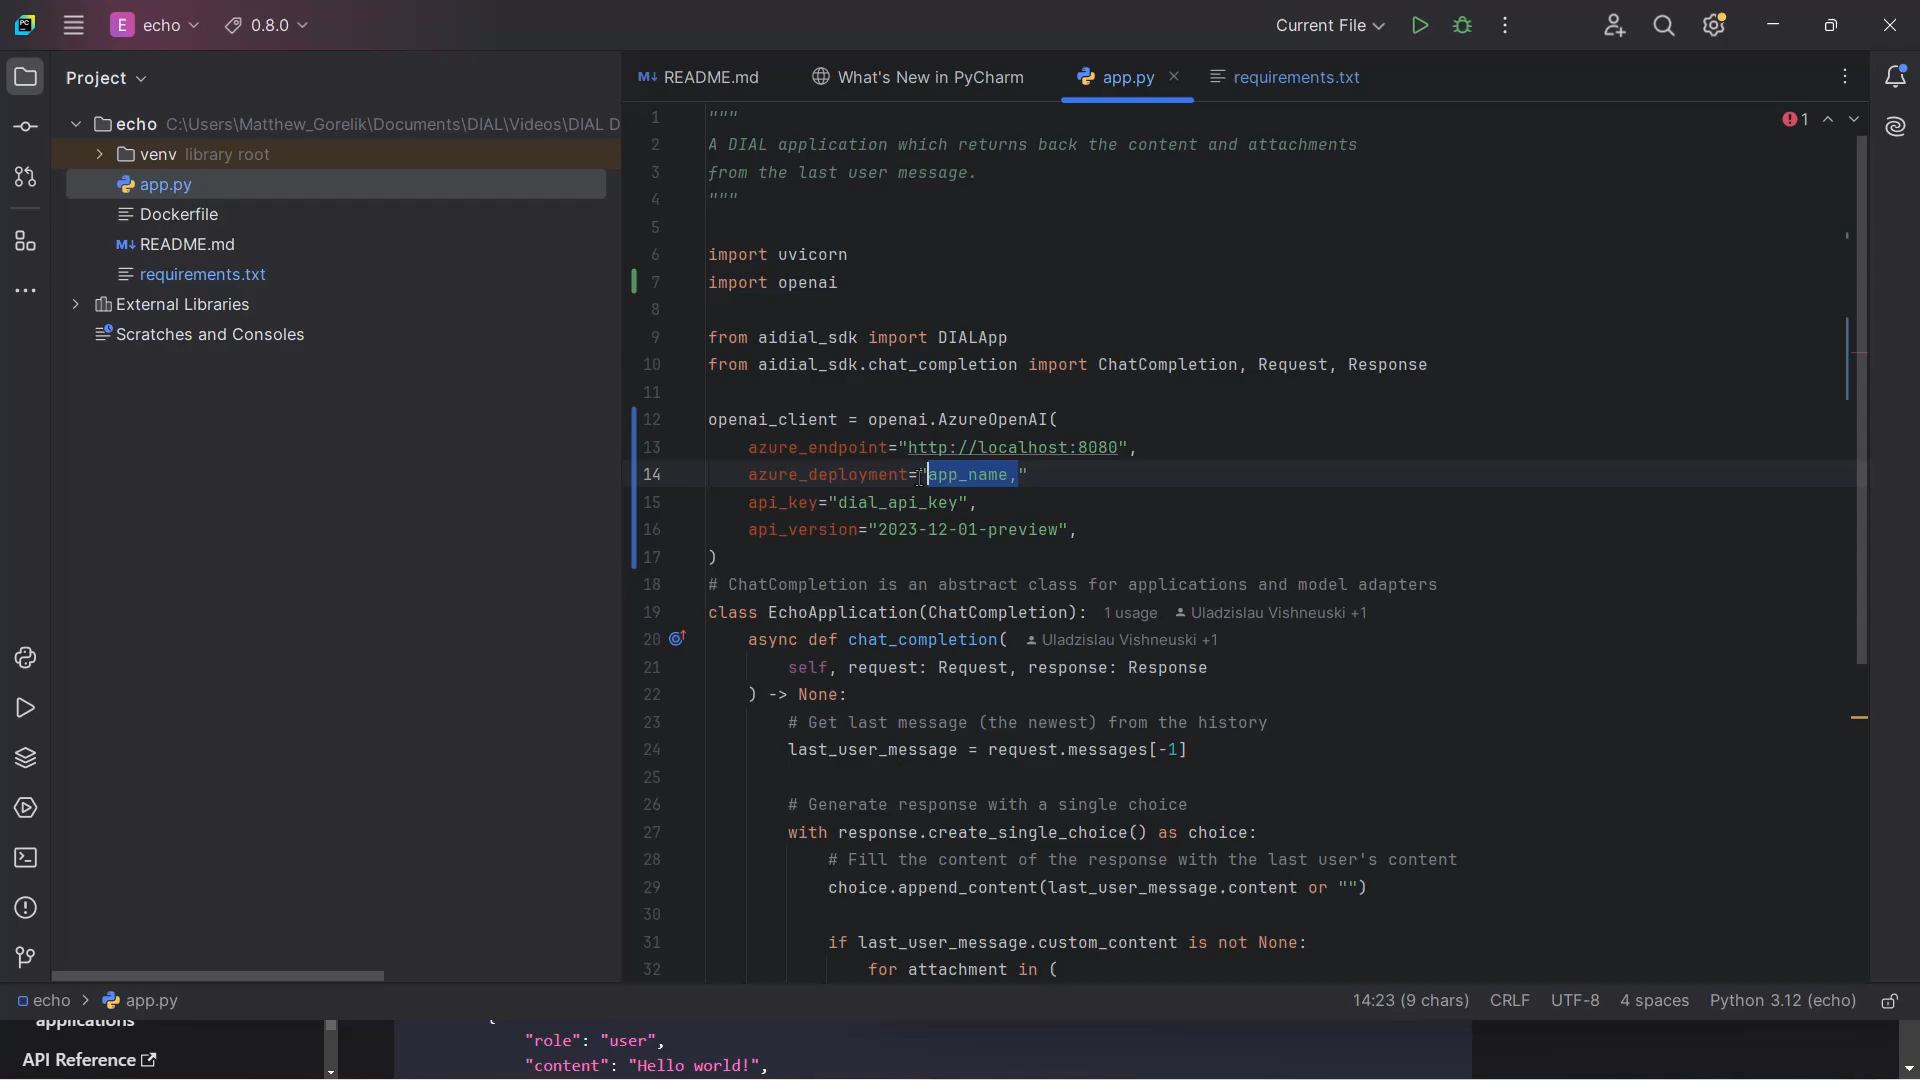 PC
E echo
0.8.0
Current File
Project
README.md
What's New in PyCharm
app.py
requirements.txt
echo C:\Users\Matthew_Gorelik\Documents\DIAL\Videos\DIAL D
venv library root
app.py
Dockerfile
README.md
requirements.txt
External Libraries
Scratches and Consoles
1
1 """
2 A DIAL application which returns back the content and attachments
3 from the last user message.
4 """
5
6 import uvicorn
7 import openai
8
9 from aidial_sdk import DIALApp
10 from aidial_sdk.chat_completion import ChatCompletion, Request, Response
11
12 openai_client = openai.AzureOpenAI(
13 azure_endpoint="http://localhost:8080",
14 azure_deployment="app_name,"
15 api_key="dial_api_key",
16 api_version="2023-12-01-preview",
17 )
18 # ChatCompletion is an abstract class for applications and model adapters
19 class EchoApplication(ChatCompletion): 1 usage Uladzislau Vishneuski +1
20 async def chat_completion( Uladzislau Vishneuski +1
21 self, request: Request, response: Response
22 ) -> None:
23 # Get last message (the newest) from the history
24 last_user_message = request.messages[-1]
25
26 # Generate response with a single choice
27 with response.create_single_choice() as choice:
28 # Fill the content of the response with the last user's content
29 choice.append_content(last_user_message.content or "")
30
31 if last_user_message.custom_content is not None:
32 for attachment in (
echo > app.py
14:23 (9 chars) CRLF UTF-8 4 spaces Python 3.12 (echo)
applications
API Reference
{
"role": "user",
"content": "Hello world!",